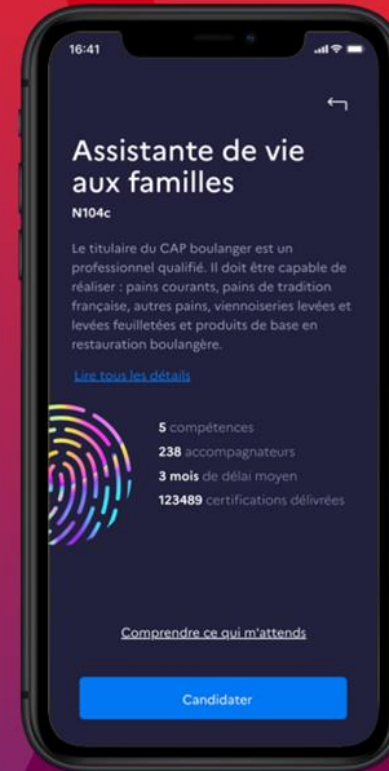 16:41
Assistante de vie
aux familles
N104c
Le titulaire du CAP boulanger est un
professionnel qualifié. Il doit être capable de
réaliser : pains courants, pains de tradition
française, autres pains, viennoiseries levées et
levées feuilletées et produits de base en
restauration boulangère.
Lire tous les détails
5 compétences
238 accompagnateurs
3 mois de délai moyen
123489 certifications délivrées
Comprendre ce qui m'attends
Candidater